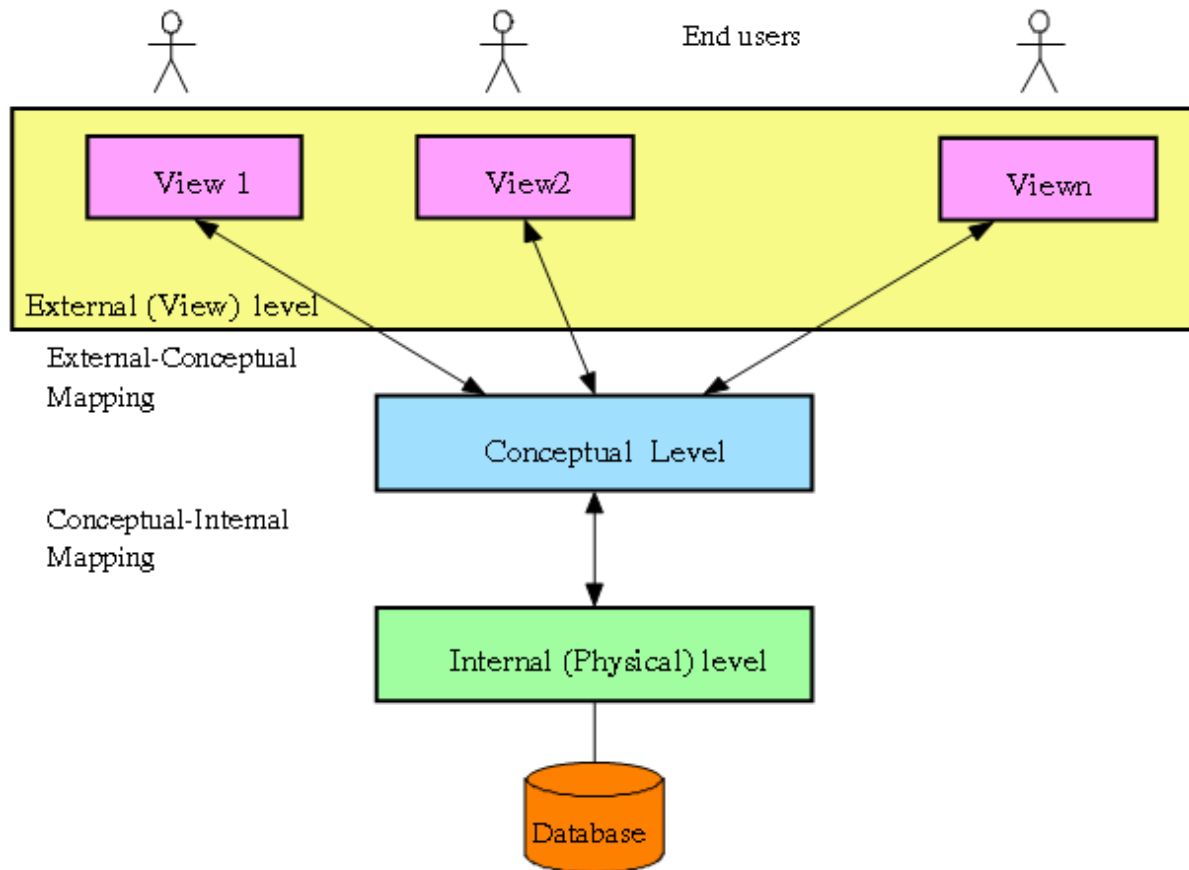 End users
View 1
View2
Viewn
External (View) level
External-Conceptual
Mapping
Conceptual Level
Conceptual-Internal
Mapping
Internal (Physical) level
Database